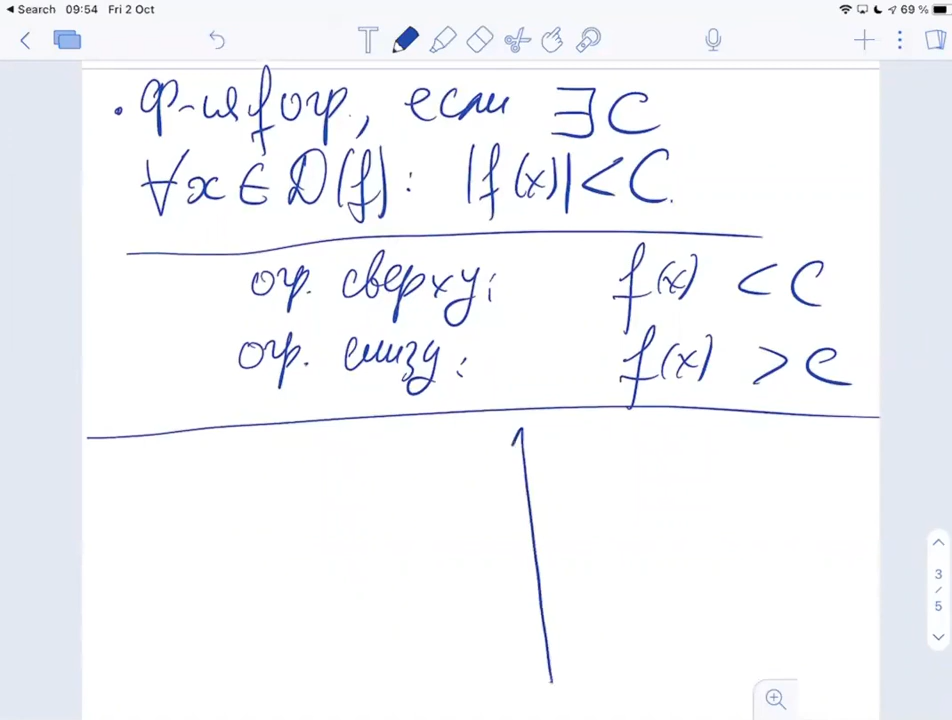 Search 09:54 Fri 2 Oct 69 %
T
• ф-ия f огр., если ∃ C
∀x ∈ D(f): |f(x)| < C.
огр. сверху: f(x) < C
огр. снизу: f(x) > C
3
/
5